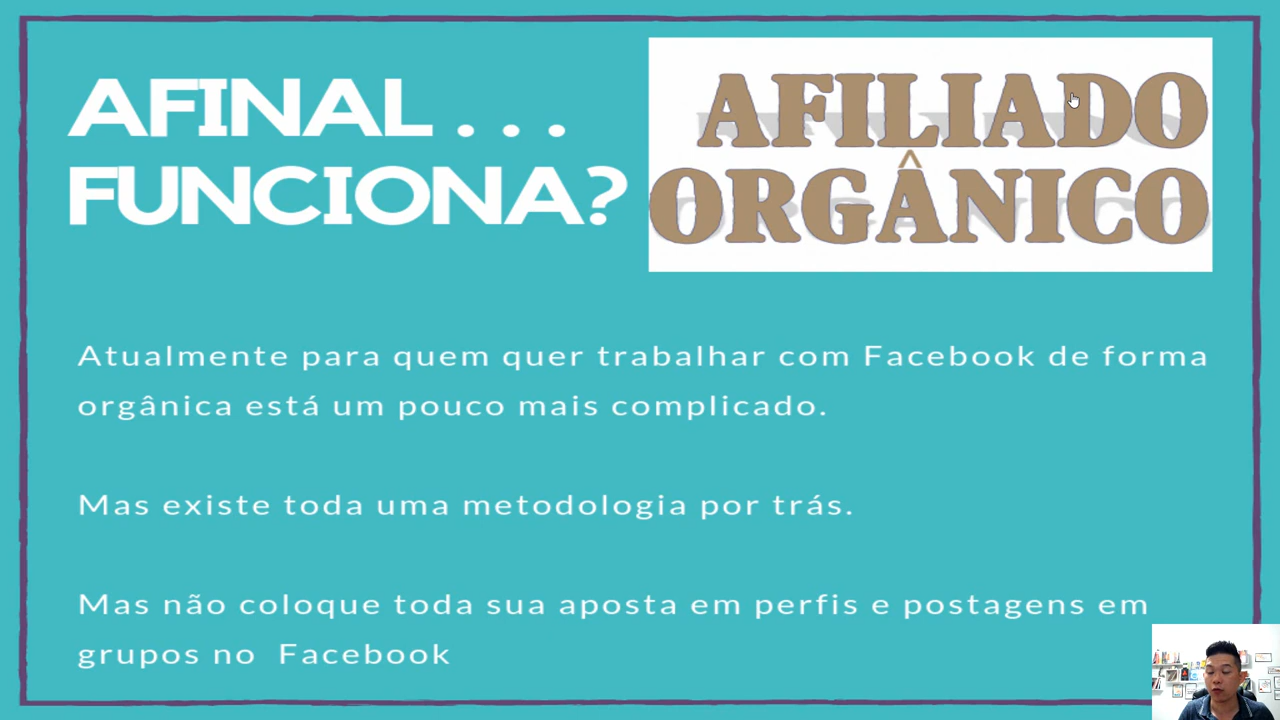 AFINAL . . .
FUNCIONA?
AFILIADO
ORGÂNICO
Atualmente para quem quer trabalhar com Facebook de forma
orgânica está um pouco mais complicado.
Mas existe toda uma metodologia por trás.
Mas não coloque toda sua aposta em perfis e postagens em
grupos no Facebook